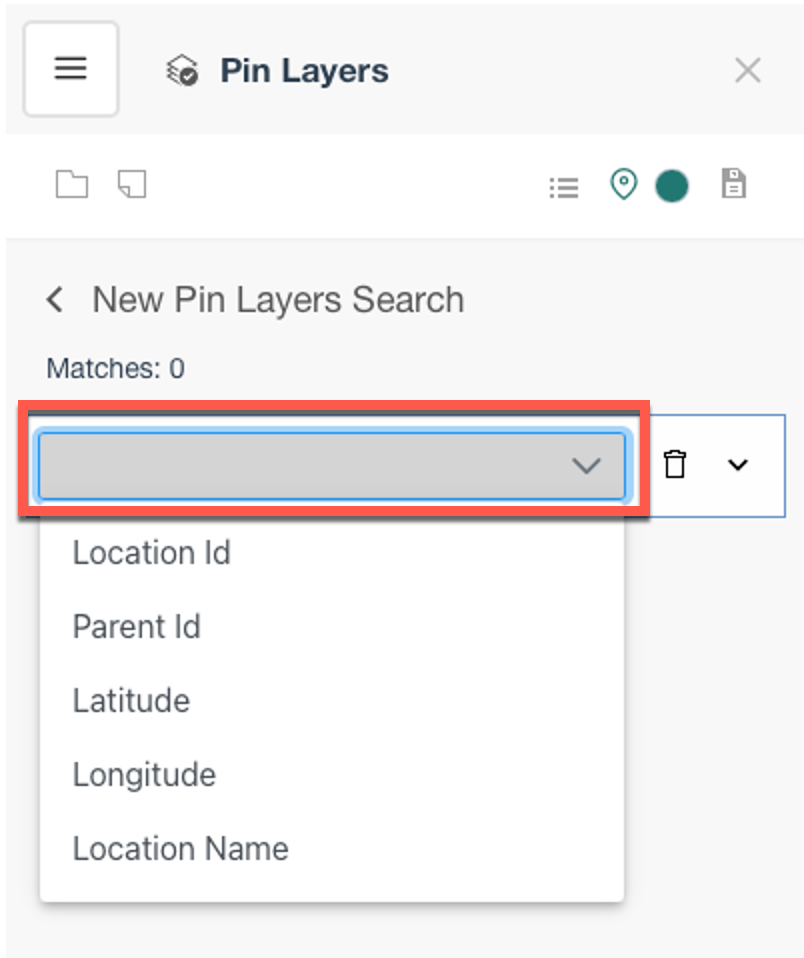 Pin Layers
New Pin Layers Search
Matches: 0
Location Id
Parent Id
Latitude
Longitude
Location Name